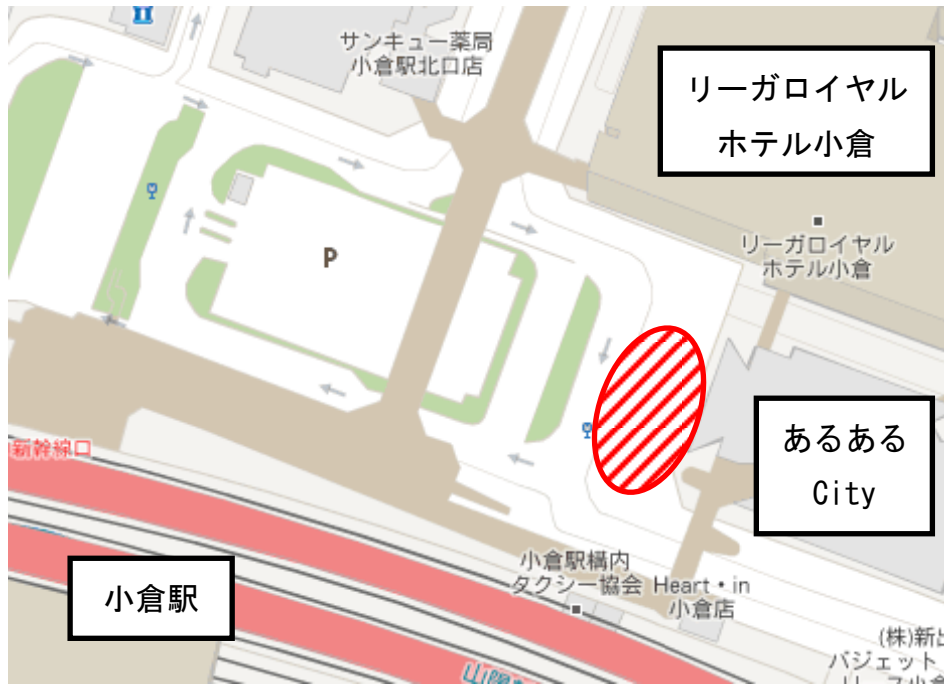 サンキュー薬局
小倉駅北口店
リーガロイヤル
ホテル小倉
P
リーガロイヤル
ホテル小倉
あるある
City
新幹線口
小倉駅構内
タクシー協会
Heart・in
小倉店
小倉駅
(株)新出
バジェット